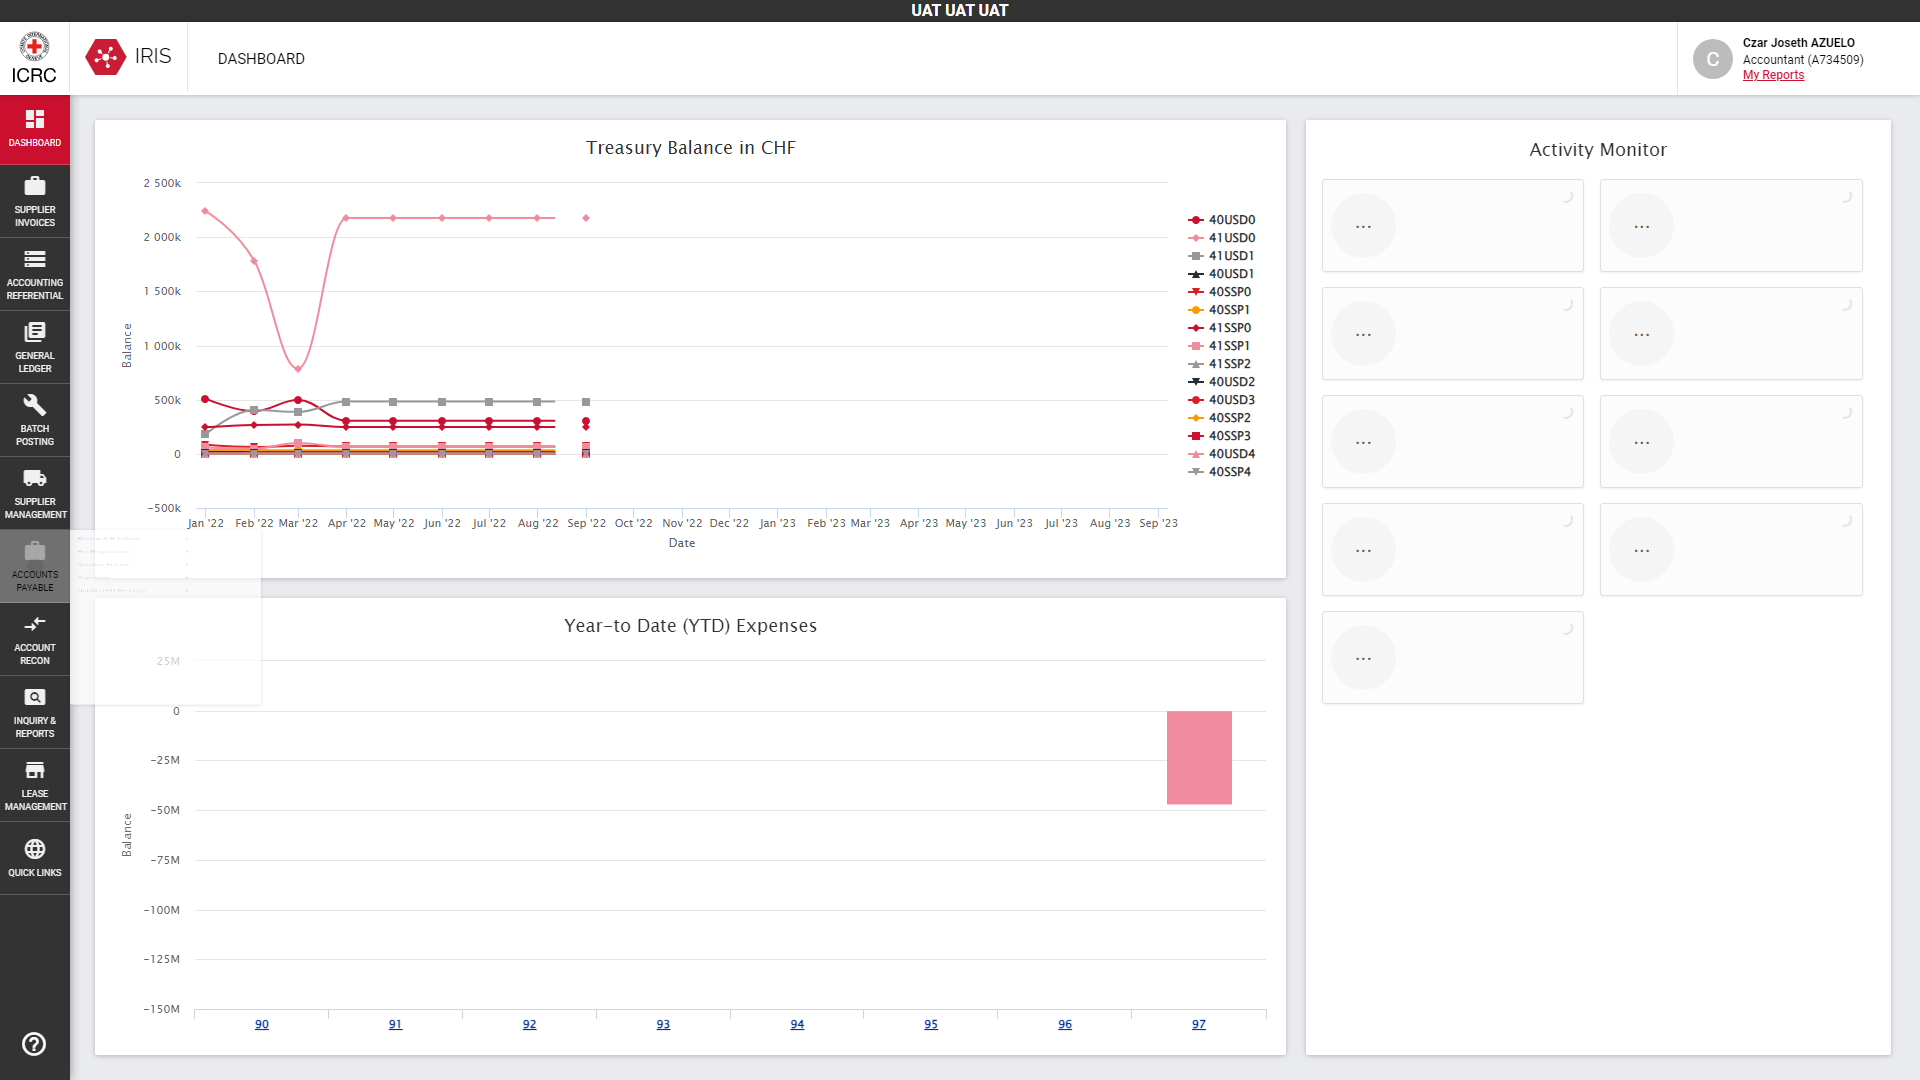 UAT UAT UAT
ICRC
IRIS
DASHBOARD
Czar Joseth AZUELO
Accountant (A734509)
My Reports
C
DASHBOARD
SUPPLIER
INVOICES
ACCOUNTING
REFERENTIAL
GENERAL
LEDGER
BATCH
POSTING
SUPPLIER
MANAGEMENT
ACCOUNTS
PAYABLE
ACCOUNT
RECON
INQUIRY &
REPORTS
LEASE
MANAGEMENT
QUICK LINKS
Treasury Balance in CHF
2 500k
2 000k
1 500k
1 000k
500k
0
−500k
Balance
Jan '22 Feb '22 Mar '22 Apr '22 May '22 Jun '22 Jul '22 Aug '22 Sep '22 Oct '22 Nov '22 Dec '22 Jan '23 Feb '23 Mar '23 Apr '23 May '23 Jun '23 Jul '23 Aug '23 Sep '23
Date
40USD0
41USD0
41USD1
40USD1
40SSP0
40SSP1
41SSP0
41SSP1
41SSP2
40USD2
40USD3
40SSP2
40SSP3
40USD4
40SSP4
Year-to Date (YTD) Expenses
25M
0
−25M
−50M
−75M
−100M
−125M
−150M
Balance
90 91 92 93 94 95 96 97
Activity Monitor
... ...
... ...
... ...
... ...
...